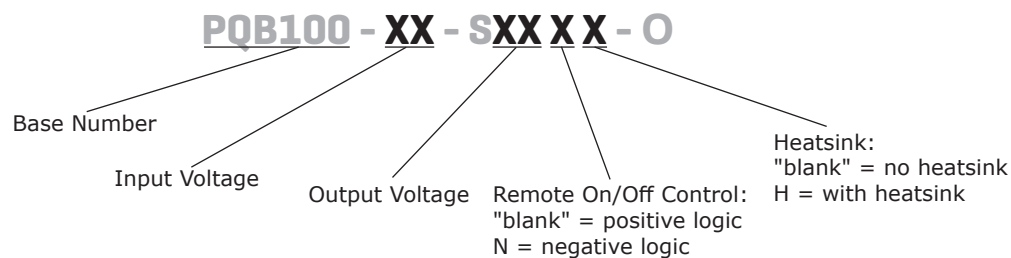 PQB100 - XX - SXX X X - O
Base Number
Input Voltage
Output Voltage
Remote On/Off Control:
"blank" = positive logic
N = negative logic
Heatsink:
"blank" = no heatsink
H = with heatsink